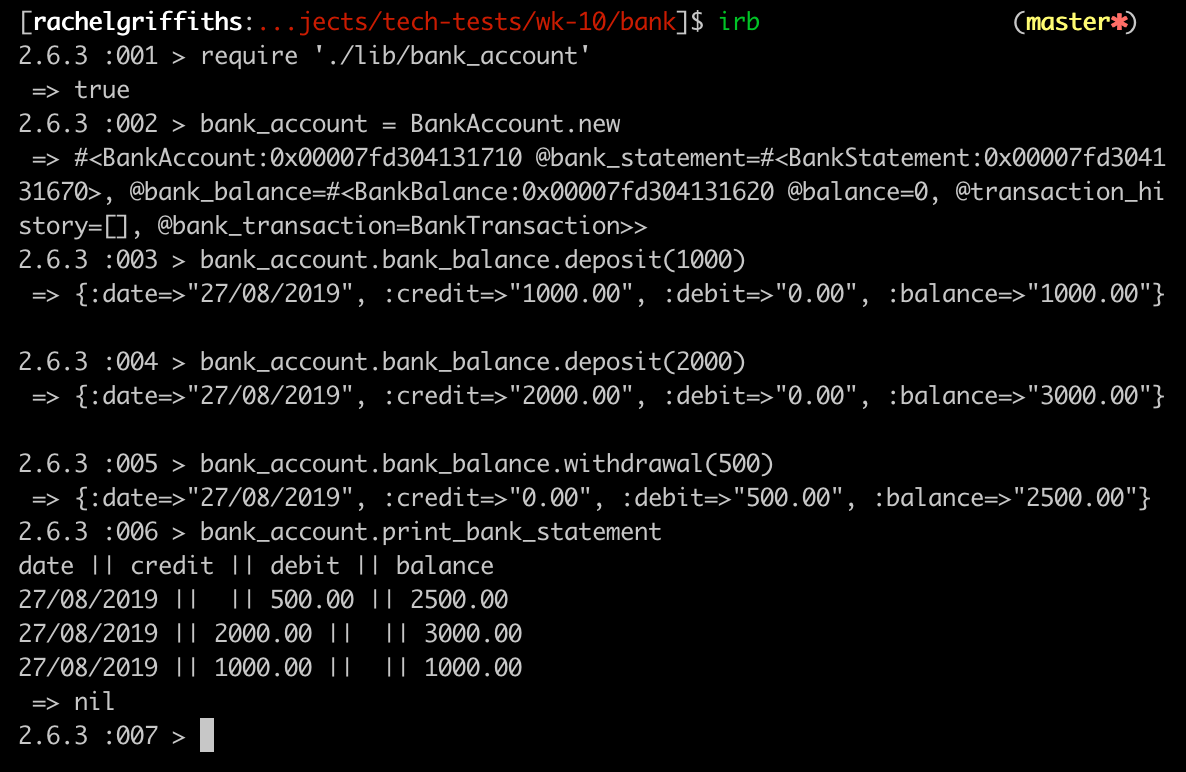 [rachelgriffiths:...jects/tech-tests/wk-10/bank]$ irb (master*)
2.6.3 :001 > require './lib/bank_account'
 => true
2.6.3 :002 > bank_account = BankAccount.new
 => #<BankAccount:0x00007fd304131710 @bank_statement=#<BankStatement:0x00007fd3041
31670>, @bank_balance=#<BankBalance:0x00007fd304131620 @balance=0, @transaction_hi
story=[], @bank_transaction=BankTransaction>>
2.6.3 :003 > bank_account.bank_balance.deposit(1000)
 => {:date=>"27/08/2019", :credit=>"1000.00", :debit=>"0.00", :balance=>"1000.00"}
2.6.3 :004 > bank_account.bank_balance.deposit(2000)
 => {:date=>"27/08/2019", :credit=>"2000.00", :debit=>"0.00", :balance=>"3000.00"}
2.6.3 :005 > bank_account.bank_balance.withdrawal(500)
 => {:date=>"27/08/2019", :credit=>"0.00", :debit=>"500.00", :balance=>"2500.00"}
2.6.3 :006 > bank_account.print_bank_statement
date || credit || debit || balance
27/08/2019 ||  || 500.00 || 2500.00
27/08/2019 || 2000.00 ||  || 3000.00
27/08/2019 || 1000.00 ||  || 1000.00
 => nil
2.6.3 :007 >